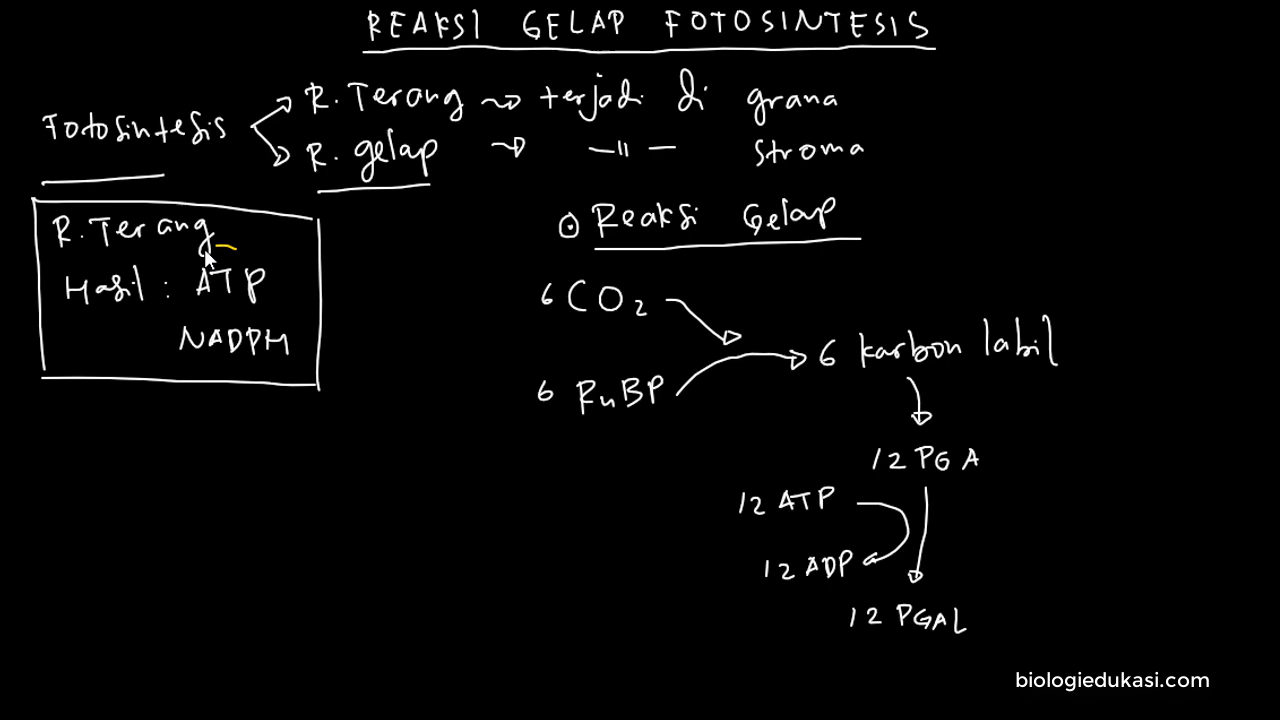 REAKSI GELAP FOTOSINTESIS
Fotosintesis
R. Terang → terjadi di grana
R. gelap → —〃— stroma
R. Terang
Hasil : ATP
NADPH
Reaksi Gelap
6 CO2
6 RuBP
6 karbon labil
12 PGA
12 ATP
12 ADP
12 PGAL
biologiedukasi.com